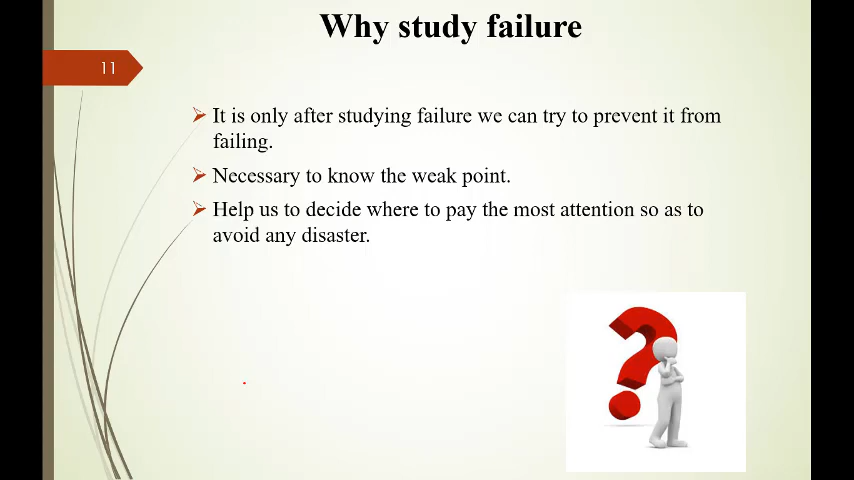 Why study failure
11
It is only after studying failure we can try to prevent it from
failing.
Necessary to know the weak point.
Help us to decide where to pay the most attention so as to
avoid any disaster.